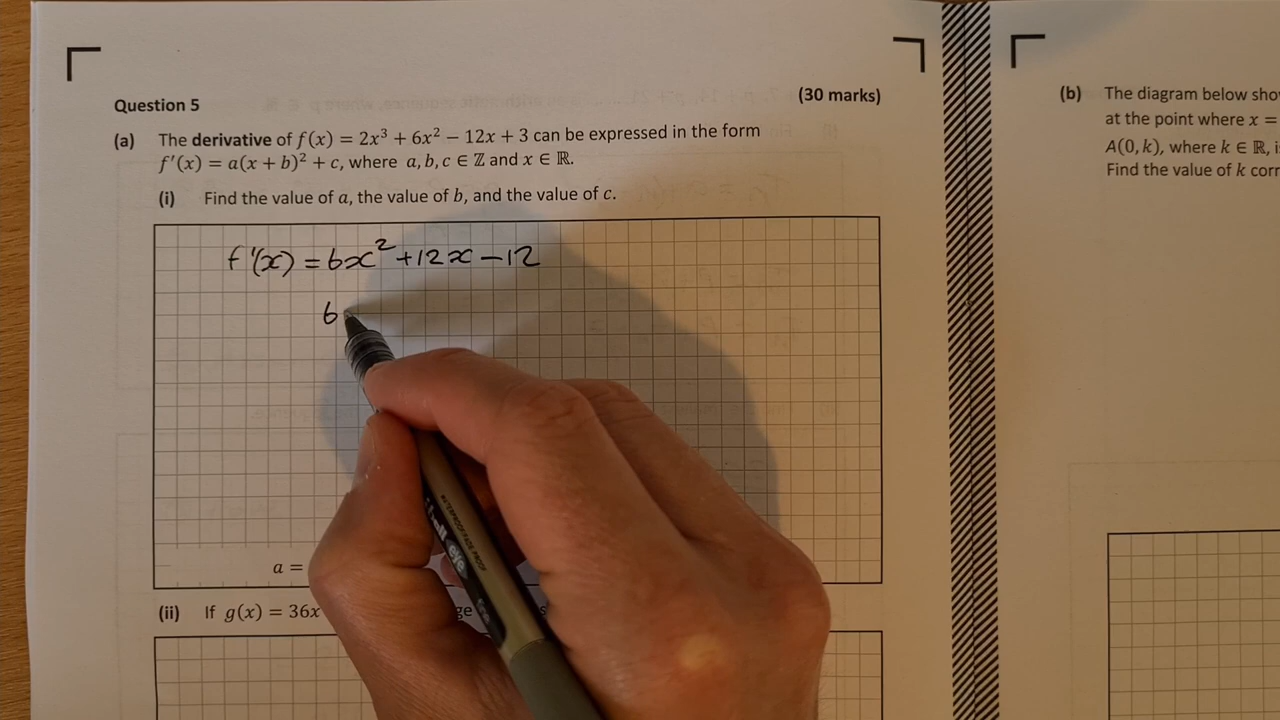 Question 5
(30 marks)
(a) The derivative of f(x) = 2x³ + 6x² − 12x + 3 can be expressed in the form
f′(x) = a(x + b)² + c, where a, b, c ∈ ℤ and x ∈ ℝ.
(i) Find the value of a, the value of b, and the value of c.
f'(x) = 6x² + 12x − 12
6
a =
(ii) If g(x) = 36x
(b) The diagram below sho
at the point where x =
A(0, k), where k ∈ ℝ, i
Find the value of k corr
eye